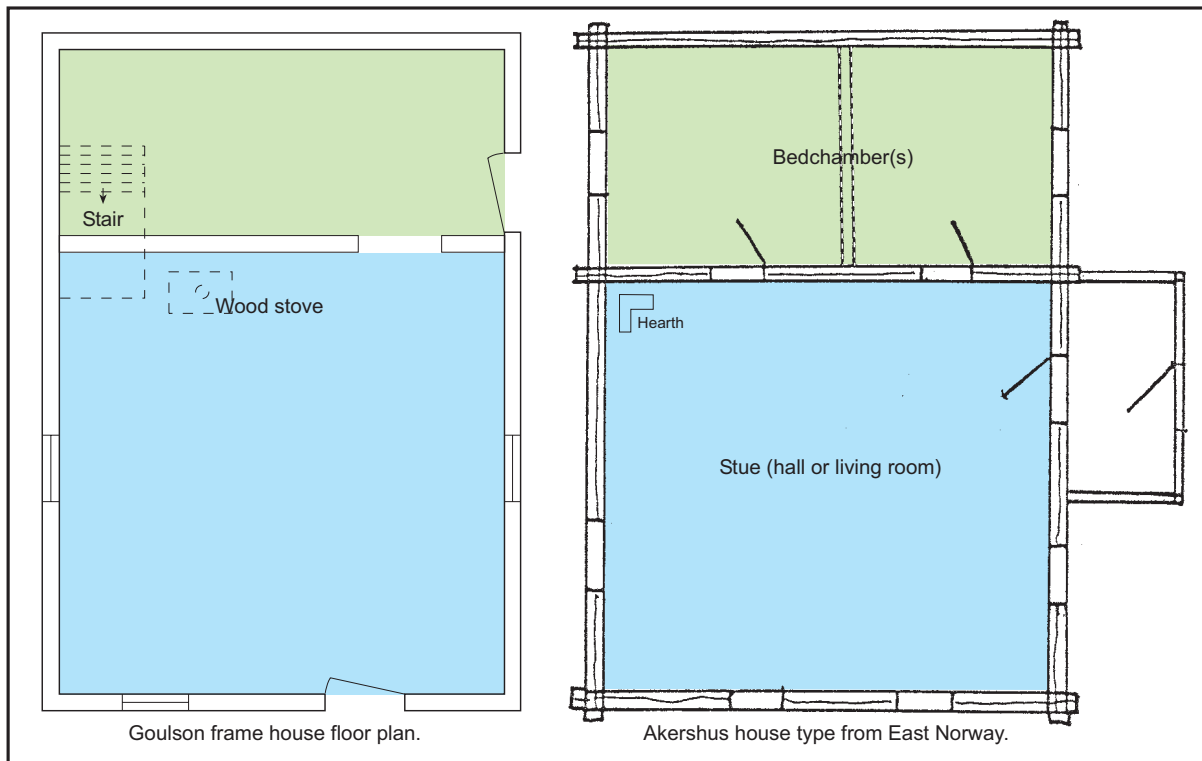 Stair
Wood stove
Goulson frame house floor plan.
Bedchamber(s)
Hearth
Stue (hall or living room)
Akershus house type from East Norway.